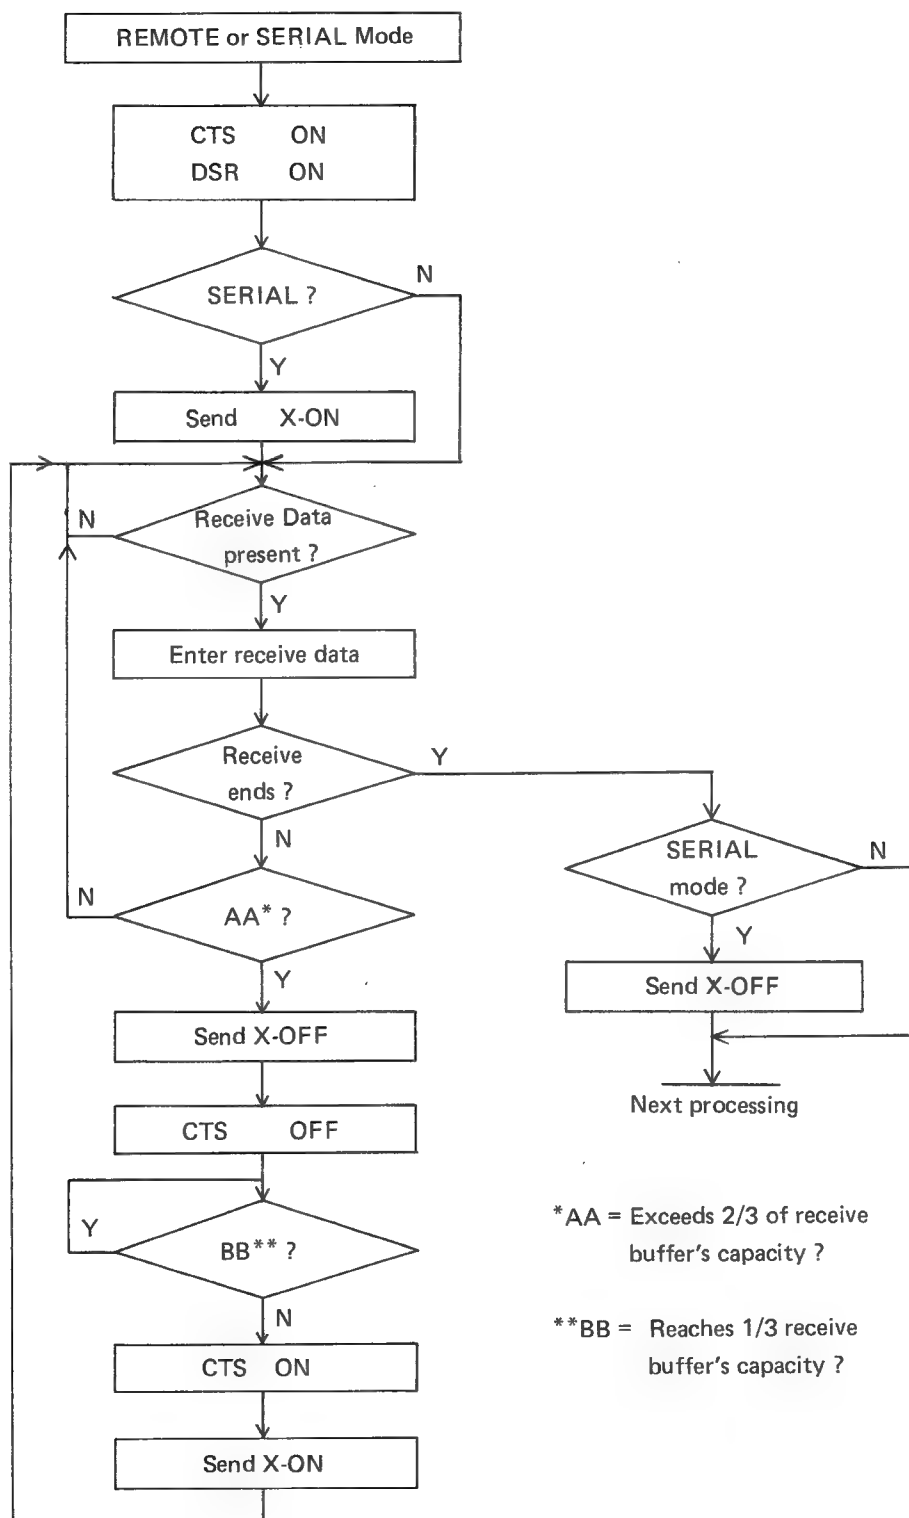 REMOTE or SERIAL Mode
CTS ON
DSR ON
SERIAL ?
N
Y
Send X-ON
Receive Data
present ?
N
Y
Enter receive data
Receive
ends ?
Y
N
SERIAL
mode ?
N
Y
Send X-OFF
Next processing
AA* ?
N
Y
Send X-OFF
CTS OFF
BB** ?
Y
N
CTS ON
Send X-ON
*AA = Exceeds 2/3 of receive
buffer's capacity ?
**BB = Reaches 1/3 receive
buffer's capacity ?